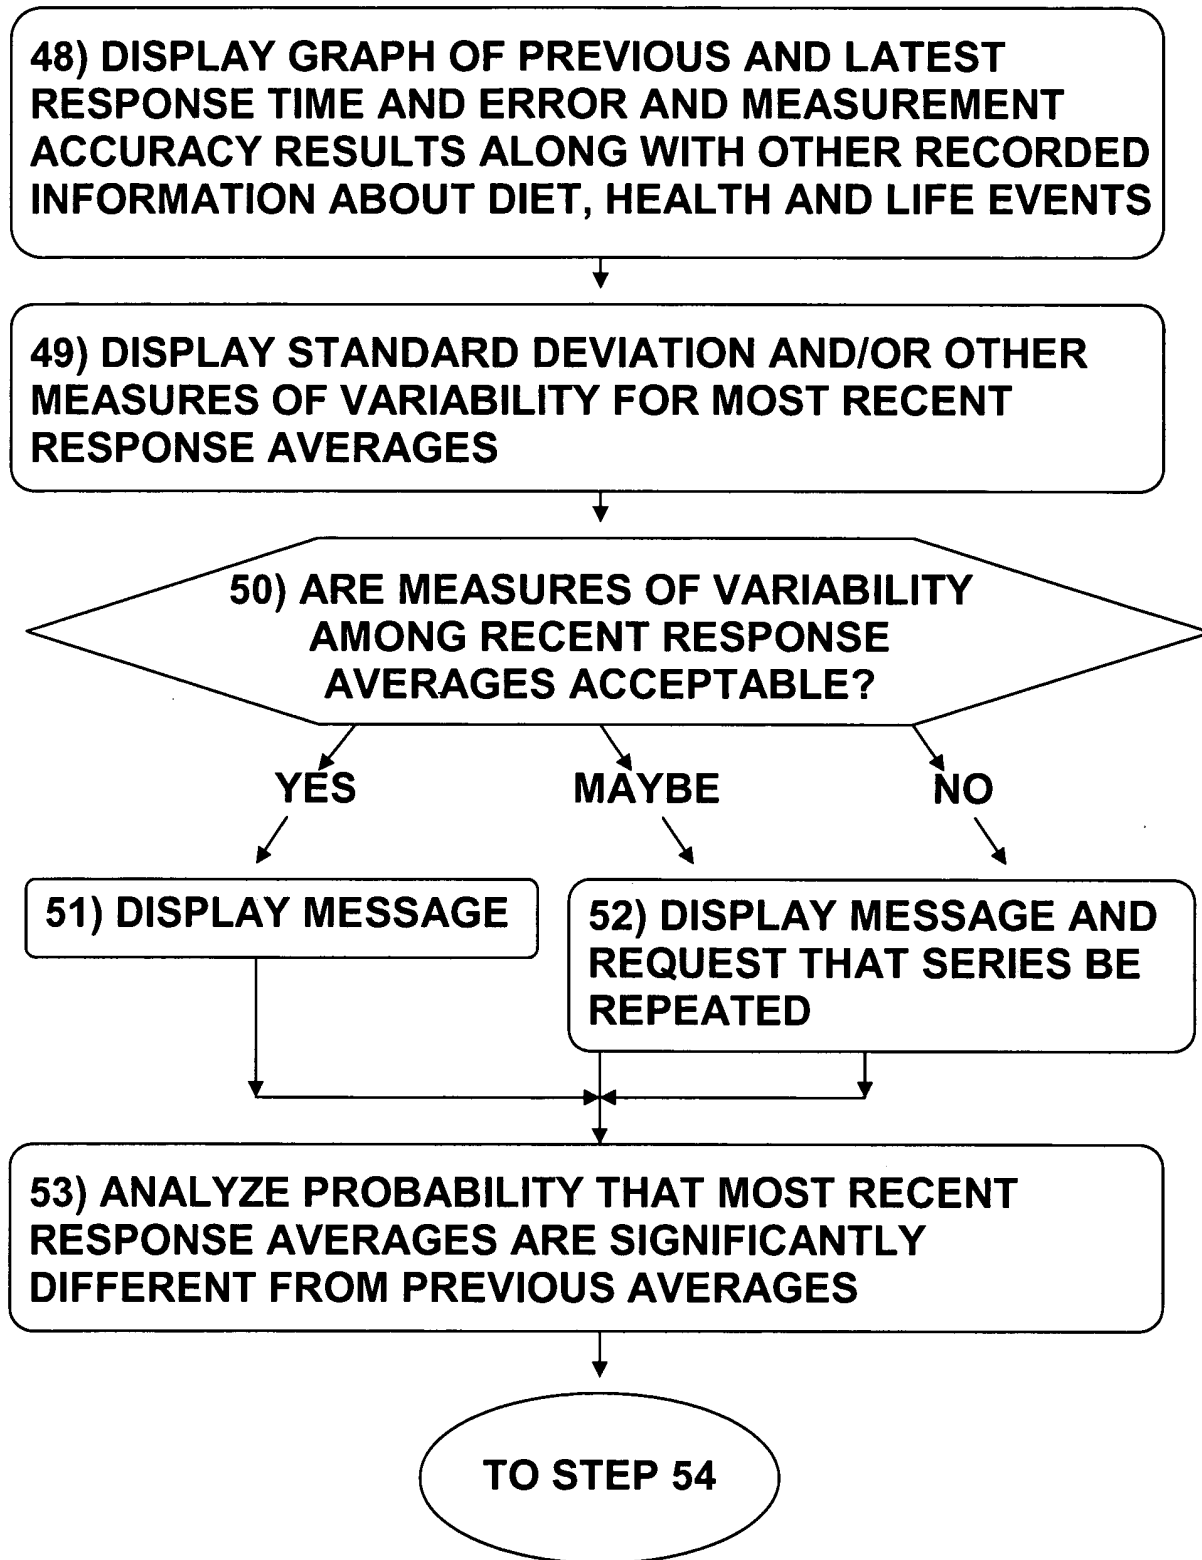 48) DISPLAY GRAPH OF PREVIOUS AND LATEST
RESPONSE TIME AND ERROR AND MEASUREMENT
ACCURACY RESULTS ALONG WITH OTHER RECORDED
INFORMATION ABOUT DIET, HEALTH AND LIFE EVENTS
49) DISPLAY STANDARD DEVIATION AND/OR OTHER
MEASURES OF VARIABILITY FOR MOST RECENT
RESPONSE AVERAGES
50) ARE MEASURES OF VARIABILITY
AMONG RECENT RESPONSE
AVERAGES ACCEPTABLE?
YES
MAYBE
NO
51) DISPLAY MESSAGE
52) DISPLAY MESSAGE AND
REQUEST THAT SERIES BE
REPEATED
53) ANALYZE PROBABILITY THAT MOST RECENT
RESPONSE AVERAGES ARE SIGNIFICANTLY
DIFFERENT FROM PREVIOUS AVERAGES
TO STEP 54